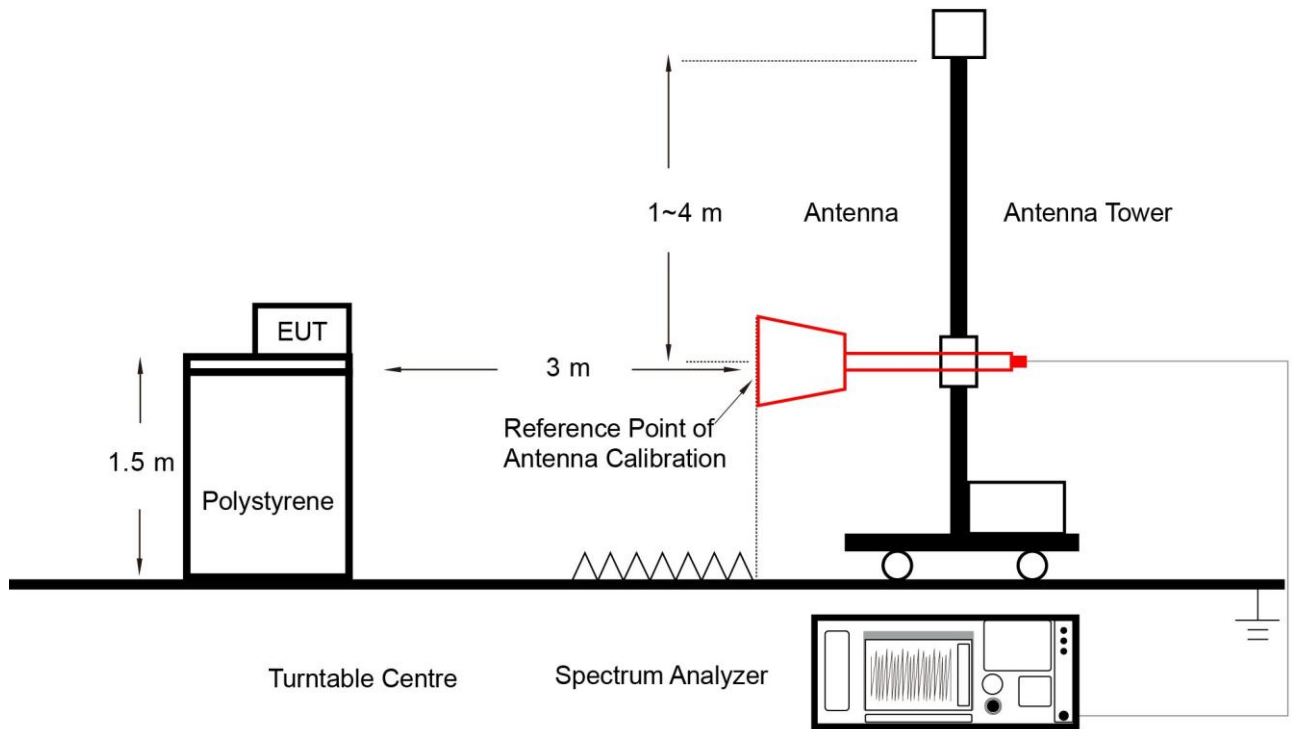 1~4 m
Antenna
Antenna Tower
EUT
3 m
Reference Point of
Antenna Calibration
1.5 m
Polystyrene
Turntable Centre
Spectrum Analyzer